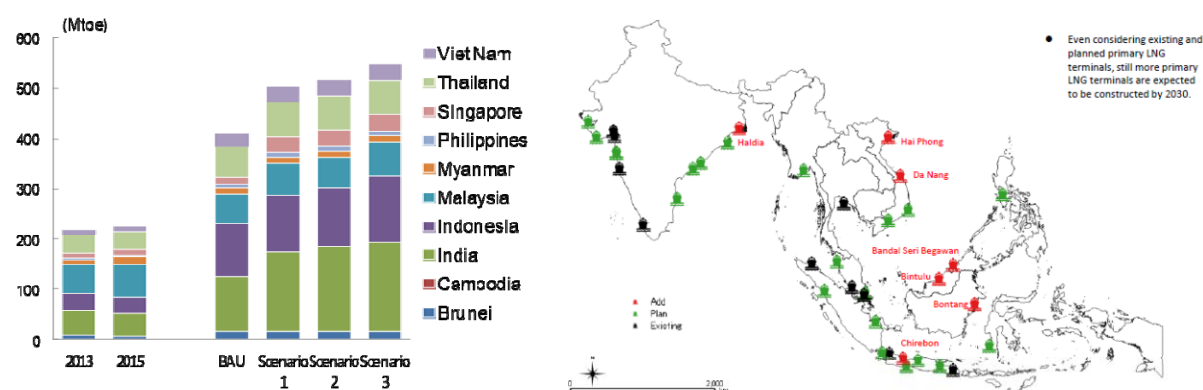 (Mtoe)
600
500
400
300
200
100
0
2013
2015
BAU
Scenario
1
Scenario
2
Scenario
3
Viet Nam
Thailand
Singapore
Philippines
Myanmar
Malaysia
Indonesia
India
Cambodia
Brunei
● Even considering existing and
planned primary LNG
terminals, still more primary
LNG terminals are expected
to be constructed by 2030.
Haldia
Hai Phong
Da Nang
Bandal Seri Begawan
Bintulu
Bontang
Chirebon
Add
Plan
Existing
0
2,000